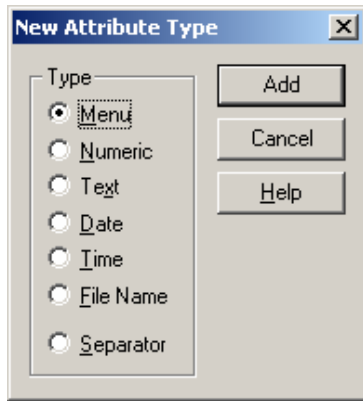 New Attribute Type
Type
Menu
Numeric
Text
Date
Time
File Name
Separator
Add
Cancel
Help